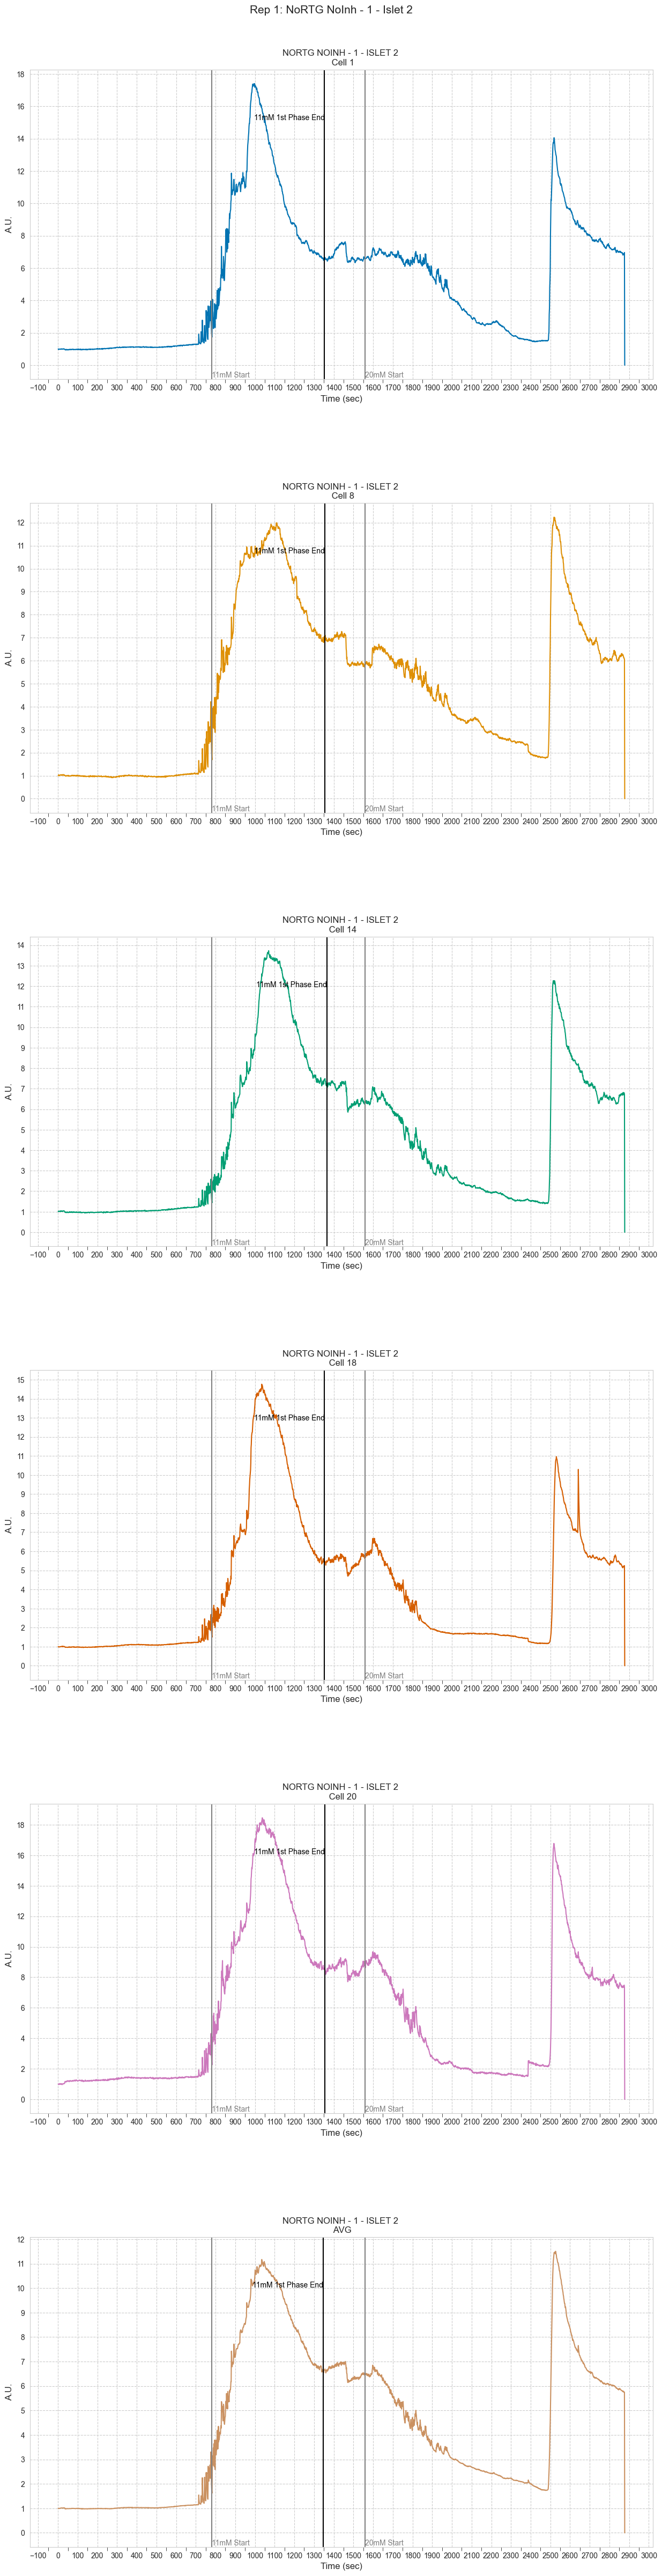 Rep 1: NoRTG NoInh - 1 - Islet 2
NORTG NOINH - 1 - ISLET 2
Cell 1
18
16
14
12
10
8
6
4
2
0
A.U.
11mM 1st Phase End
11mM Start
20mM Start
−100 0 100 200 300 400 500 600 700 800 900 1000 1100 1200 1300 1400 1500 1600 1700 1800 1900 2000 2100 2200 2300 2400 2500 2600 2700 2800 2900 3000
Time (sec)
NORTG NOINH - 1 - ISLET 2
Cell 8
12
11
10
9
8
7
6
5
4
3
2
1
0
A.U.
11mM 1st Phase End
11mM Start
20mM Start
−100 0 100 200 300 400 500 600 700 800 900 1000 1100 1200 1300 1400 1500 1600 1700 1800 1900 2000 2100 2200 2300 2400 2500 2600 2700 2800 2900 3000
Time (sec)
NORTG NOINH - 1 - ISLET 2
Cell 14
14
13
12
11
10
9
8
7
6
5
4
3
2
1
0
A.U.
11mM 1st Phase End
11mM Start
20mM Start
−100 0 100 200 300 400 500 600 700 800 900 1000 1100 1200 1300 1400 1500 1600 1700 1800 1900 2000 2100 2200 2300 2400 2500 2600 2700 2800 2900 3000
Time (sec)
NORTG NOINH - 1 - ISLET 2
Cell 18
15
14
13
12
11
10
9
8
7
6
5
4
3
2
1
0
A.U.
11mM 1st Phase End
11mM Start
20mM Start
−100 0 100 200 300 400 500 600 700 800 900 1000 1100 1200 1300 1400 1500 1600 1700 1800 1900 2000 2100 2200 2300 2400 2500 2600 2700 2800 2900 3000
Time (sec)
NORTG NOINH - 1 - ISLET 2
Cell 20
18
16
14
12
10
8
6
4
2
0
A.U.
11mM 1st Phase End
11mM Start
20mM Start
−100 0 100 200 300 400 500 600 700 800 900 1000 1100 1200 1300 1400 1500 1600 1700 1800 1900 2000 2100 2200 2300 2400 2500 2600 2700 2800 2900 3000
Time (sec)
NORTG NOINH - 1 - ISLET 2
AVG
12
11
10
9
8
7
6
5
4
3
2
1
0
A.U.
11mM 1st Phase End
11mM Start
20mM Start
−100 0 100 200 300 400 500 600 700 800 900 1000 1100 1200 1300 1400 1500 1600 1700 1800 1900 2000 2100 2200 2300 2400 2500 2600 2700 2800 2900 3000
Time (sec)